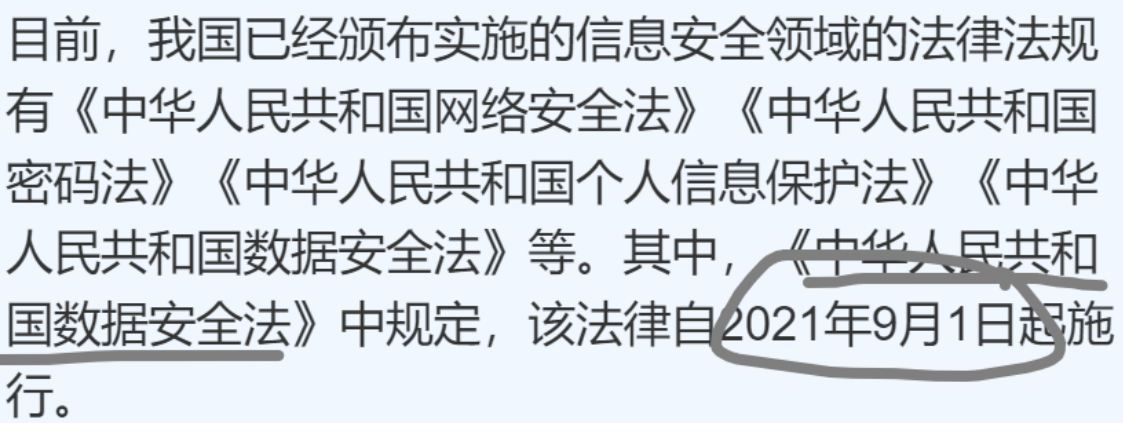 目前，我国已经颁布实施的信息安全领域的法律法规
有《中华人民共和国网络安全法》《中华人民共和国
密码法》《中华人民共和国个人信息保护法》《中华
人民共和国数据安全法》等。其中，《中华人民共和
国数据安全法》中规定，该法律自2021年9月1日起施
行。